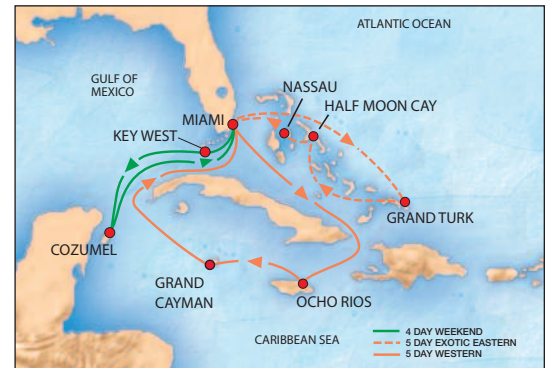 ATLANTIC OCEAN
GULF OF
MEXICO
NASSAU
HALF MOON CAY
MIAMI
KEY WEST
GRAND TURK
COZUMEL
GRAND
CAYMAN
OCHO RIOS
CARIBBEAN SEA
4 DAY WEEKEND
5 DAY EXOTIC EASTERN
5 DAY WESTERN